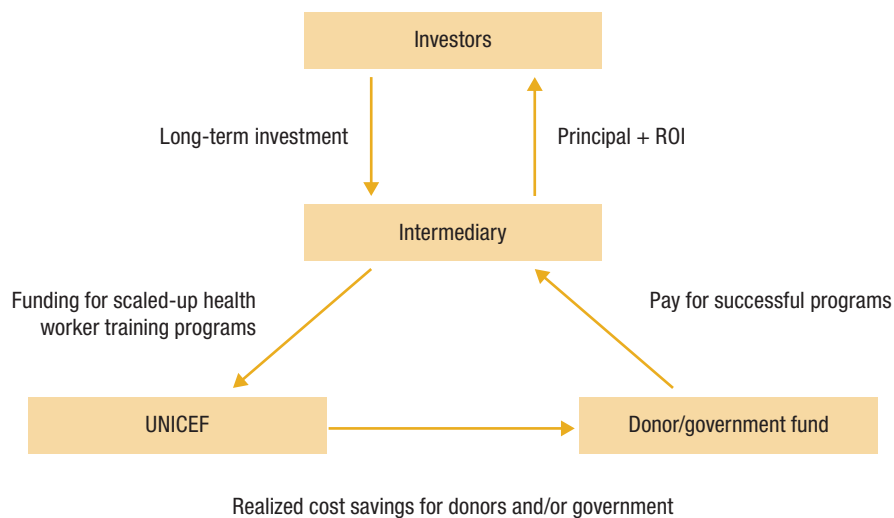 Investors
Long-term investment
Principal + ROI
Intermediary
Funding for scaled-up health
worker training programs
Pay for successful programs
UNICEF
Donor/government fund
Realized cost savings for donors and/or government